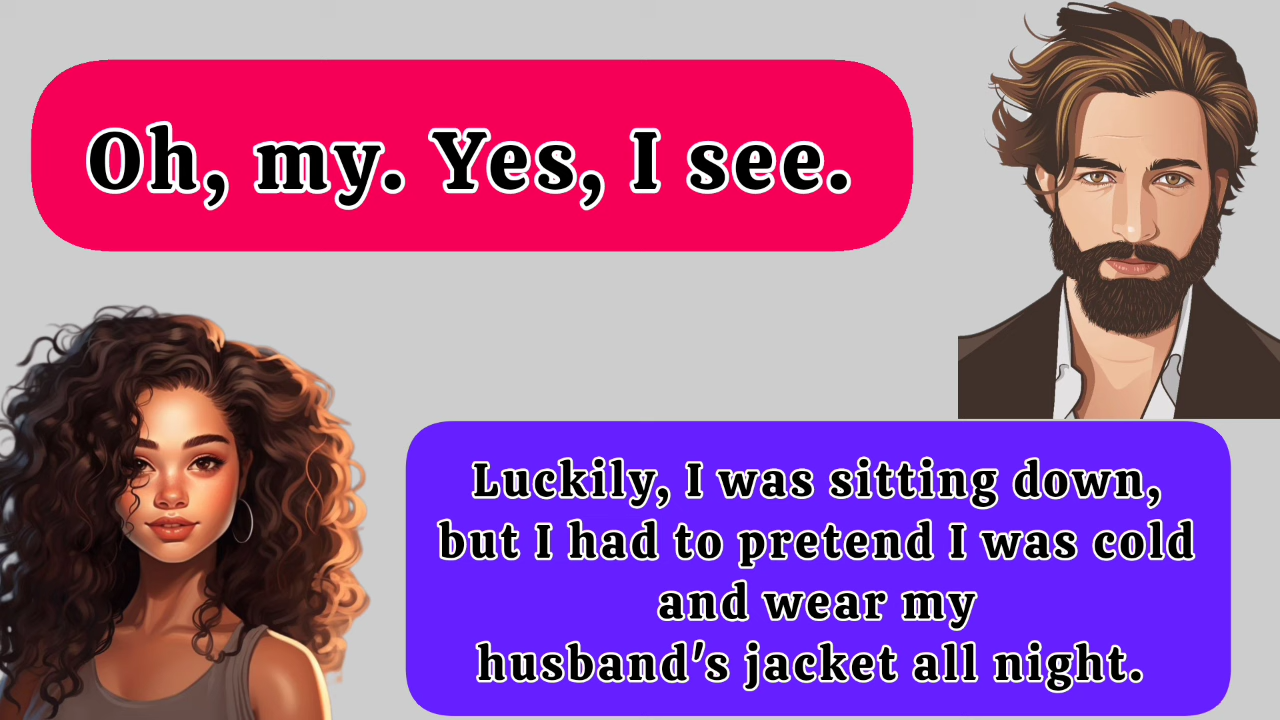 Oh, my. Yes, I see.
Luckily, I was sitting down,
but I had to pretend I was cold
and wear my
husband's jacket all night.